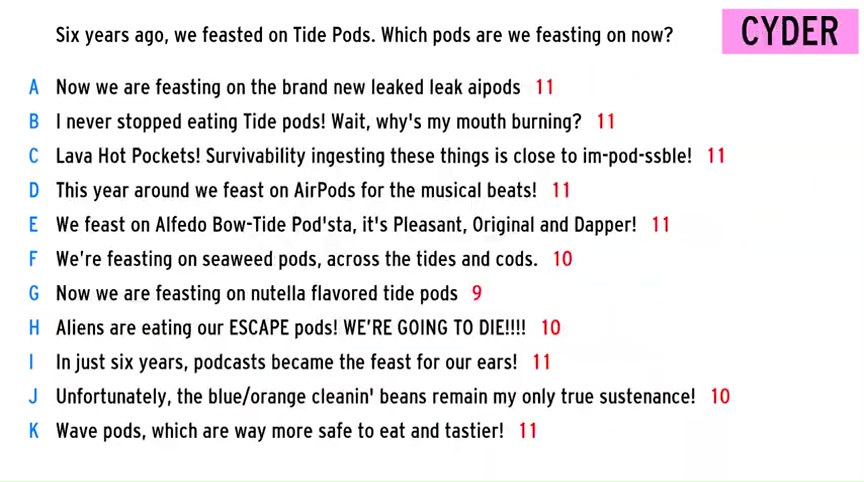 Six years ago, we feasted on Tide Pods. Which pods are we feasting on now?
CYDER
A Now we are feasting on the brand new leaked leak aipods 11
B I never stopped eating Tide pods! Wait, why's my mouth burning? 11
C Lava Hot Pockets! Survivability ingesting these things is close to im-pod-ssble! 11
D This year around we feast on AirPods for the musical beats! 11
E We feast on Alfedo Bow-Tide Pod'sta, it's Pleasant, Original and Dapper! 11
F We're feasting on seaweed pods, across the tides and cods. 10
G Now we are feasting on nutella flavored tide pods 9
H Aliens are eating our ESCAPE pods! WE'RE GOING TO DIE!!!! 10
I In just six years, podcasts became the feast for our ears! 11
J Unfortunately, the blue/orange cleanin' beans remain my only true sustenance! 10
K Wave pods, which are way more safe to eat and tastier! 11